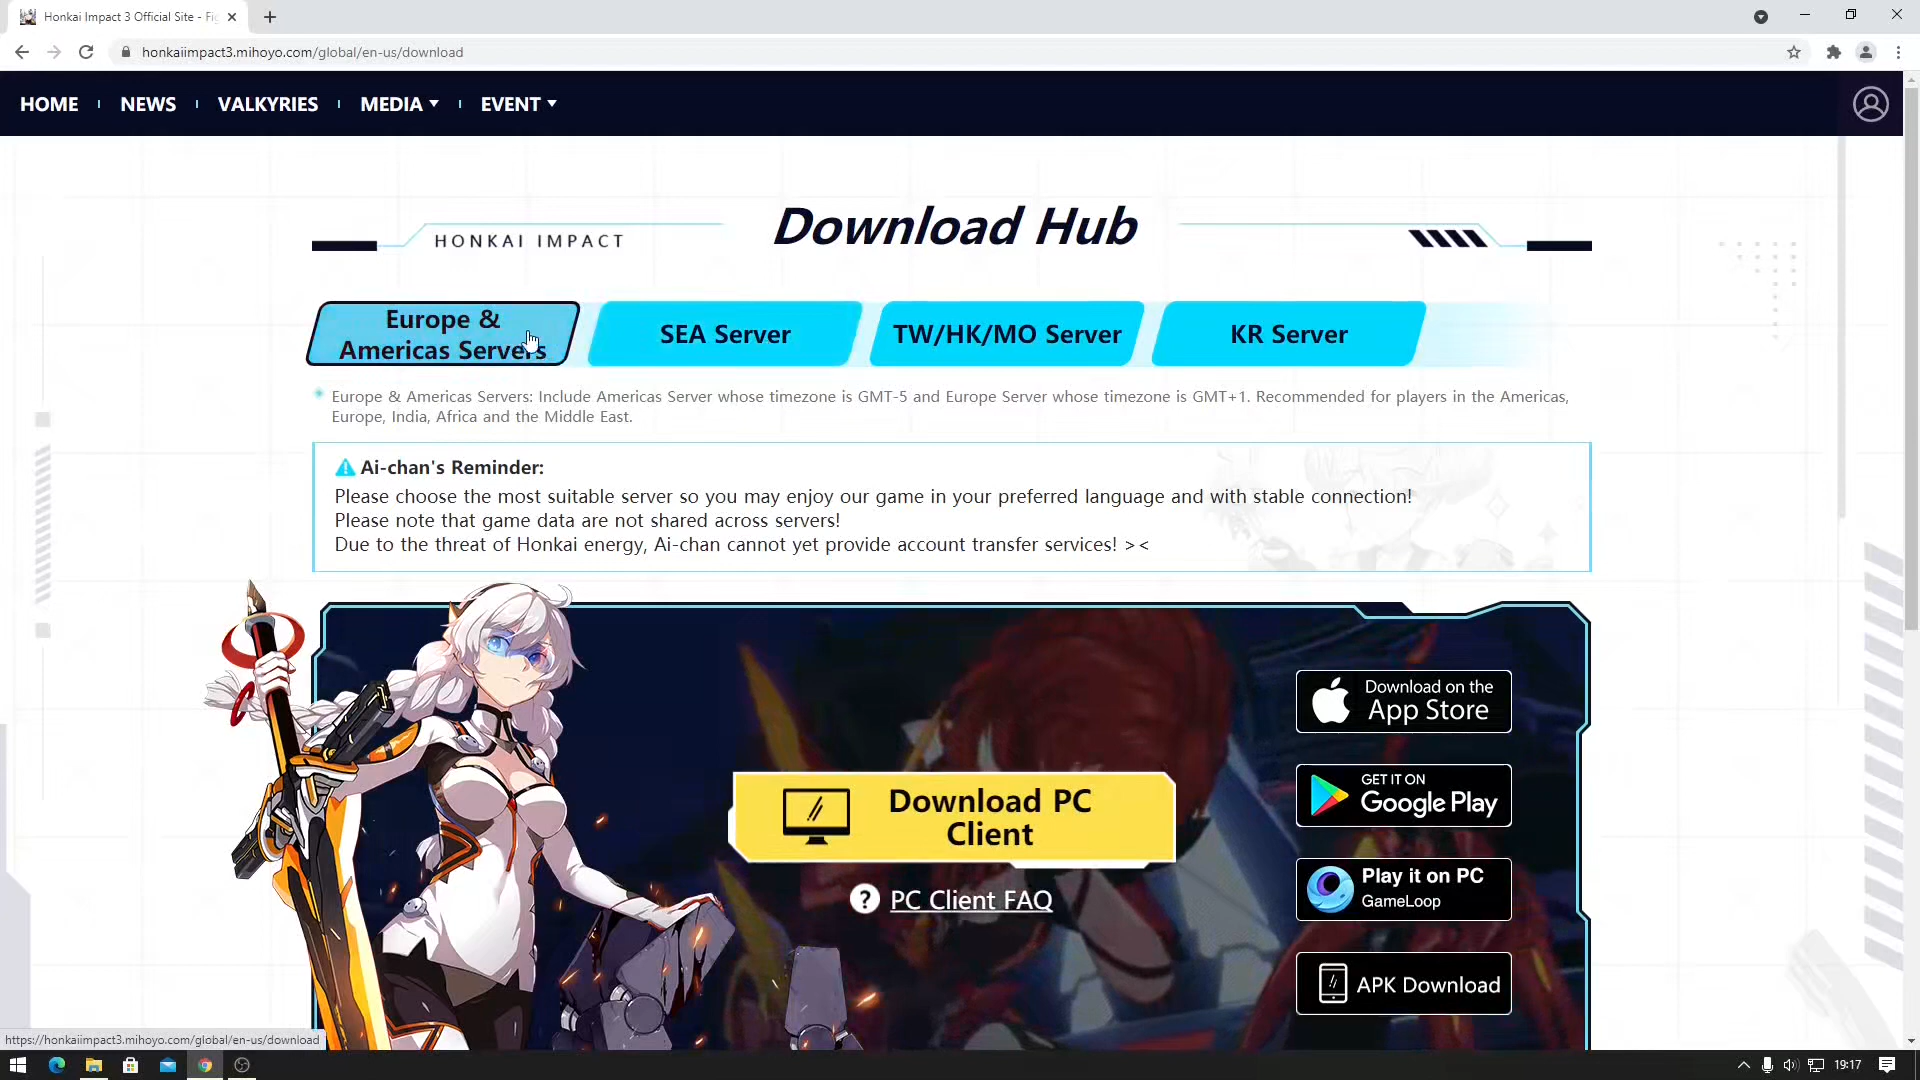 Honkai Impact 3 Official Site - Fig
honkaiimpact3.mihoyo.com/global/en-us/download
HOME
NEWS
VALKYRIES
MEDIA
EVENT
HONKAI IMPACT
Download Hub
Europe &
Americas Servers
SEA Server
TW/HK/MO Server
KR Server
Europe & Americas Servers: Include Americas Server whose timezone is GMT-5 and Europe Server whose timezone is GMT+1. Recommended for players in the Americas,
Europe, India, Africa and the Middle East.
Ai-chan's Reminder:
Please choose the most suitable server so you may enjoy our game in your preferred language and with stable connection!
Please note that game data are not shared across servers!
Due to the threat of Honkai energy, Ai-chan cannot yet provide account transfer services! ><
Download on the
App Store
GET IT ON
Google Play
Download PC
Client
Play it on PC
GameLoop
? PC Client FAQ
APK Download
https://honkaiimpact3.mihoyo.com/global/en-us/download
19:17